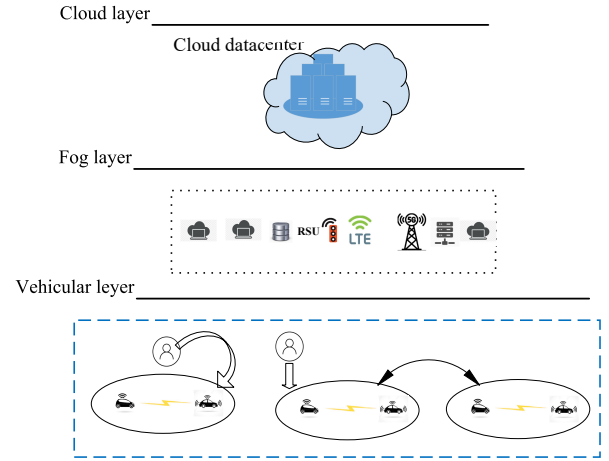 Cloud layer
Cloud datacenter
Fog layer
RSU
LTE
5G
Vehicular leyer